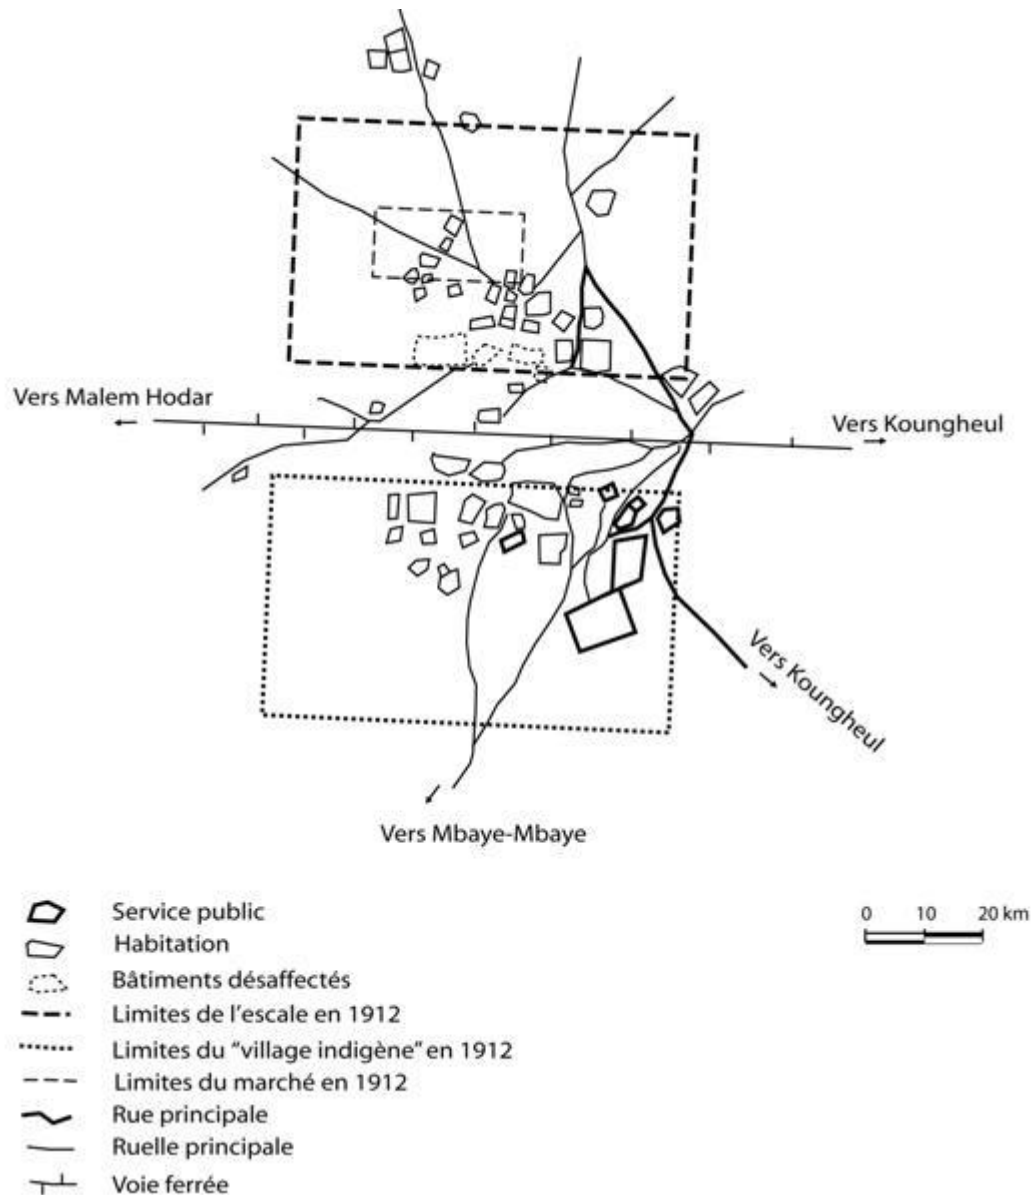 Vers Malem Hodar
Vers Koungheul
Vers Koungheul
Vers Mbaye-Mbaye
Service public
0 10 20 km
Habitation
Bâtiments désaffectés
Limites de l'escale en 1912
Limites du "village indigène" en 1912
Limites du marché en 1912
Rue principale
Ruelle principale
Voie ferrée